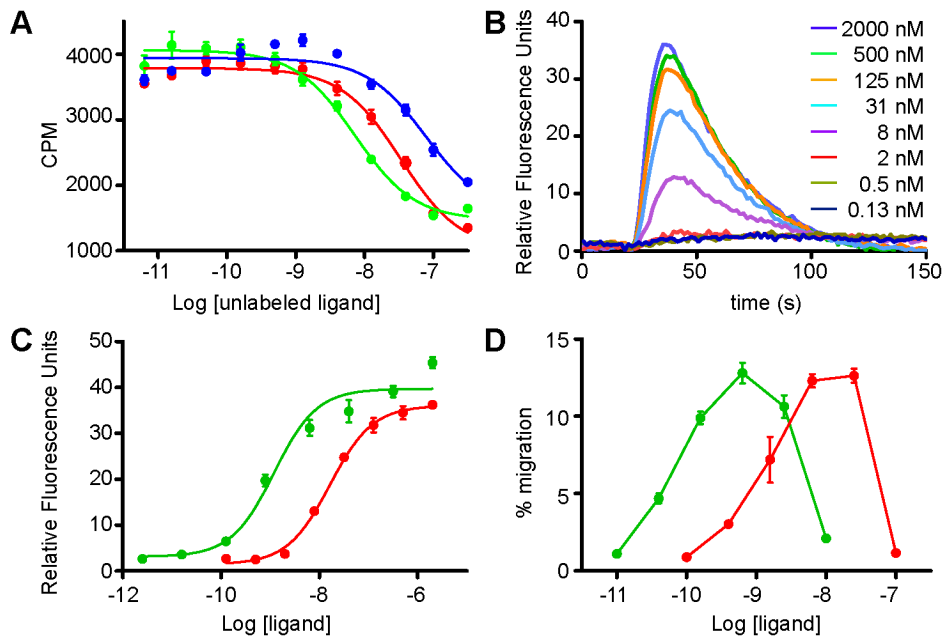 A
4000
3000
2000
1000
CPM
-11 -10 -9 -8 -7
Log [unlabeled ligand]
B
40
30
20
10
0
Relative Fluorescence Units
0 50 100 150
time (s)
2000 nM
500 nM
125 nM
31 nM
8 nM
2 nM
0.5 nM
0.13 nM
C
50
40
30
20
10
0
Relative Fluorescence Units
-12 -10 -8 -6
Log [ligand]
D
15
10
5
0
% migration
-11 -10 -9 -8 -7
Log [ligand]